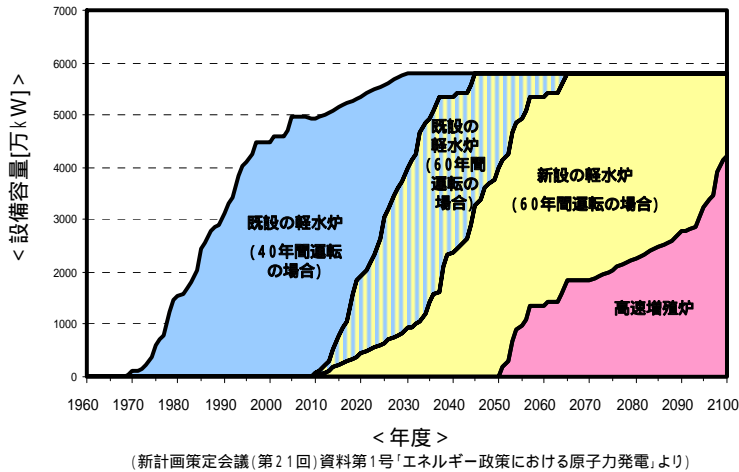 <設備容量[万kW]>
7000
6000
5000
4000
3000
2000
1000
0
既設の軽水炉
(40年間運転
の場合)
既設の
軽水炉
(60年間
運転の
場合)
新設の軽水炉
(60年間運転の場合)
高速増殖炉
1960 1970 1980 1990 2000 2010 2020 2030 2040 2050 2060 2070 2080 2090 2100
<年度>
(新計画策定会議(第21回)資料第1号「エネルギー政策における原子力発電」より)